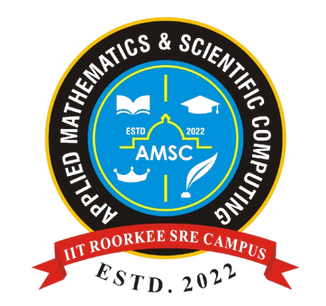 APPLIED MATHEMATICS & SCIENTIFIC COMPUTING
ESTD 2022
AMSC
IIT ROORKEE SRE CAMPUS
ESTD. 2022